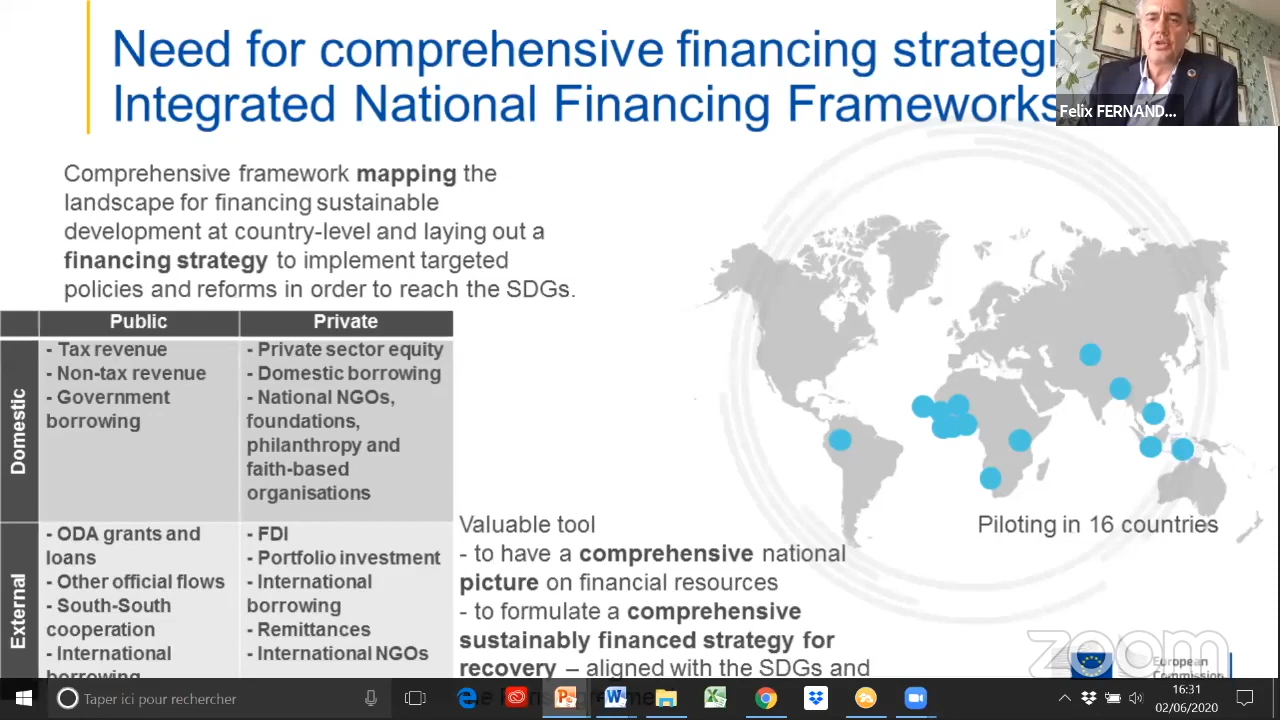 Need for comprehensive financing strategi
Integrated National Financing Frameworks
Felix FERNAND...
Comprehensive framework mapping the
landscape for financing sustainable
development at country-level and laying out a
financing strategy to implement targeted
policies and reforms in order to reach the SDGs.
Public
Private
Domestic
- Tax revenue
- Non-tax revenue
- Government
borrowing
- Private sector equity
- Domestic borrowing
- National NGOs,
foundations,
philanthropy and
faith-based
organisations
External
- ODA grants and
loans
- Other official flows
- South-South
cooperation
- International
borrowing
- FDI
- Portfolio investment
- International
borrowing
- Remittances
- International NGOs
Valuable tool
- to have a comprehensive national
picture on financial resources
- to formulate a comprehensive
sustainably financed strategy for
recovery – aligned with the SDGs and
Piloting in 16 countries
zoom
European
Commission
Taper ici pour rechercher
16:31
02/06/2020